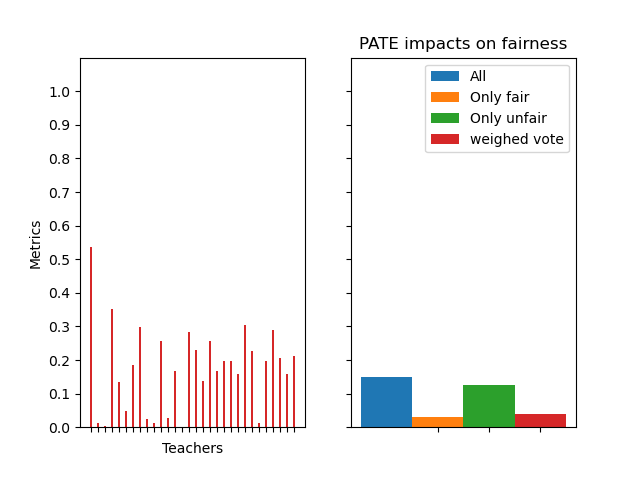 PATE impacts on fairness
All
Only fair
Only unfair
weighed vote
1.0
0.9
0.8
0.7
0.6
0.5
0.4
0.3
0.2
0.1
0.0
Metrics
Teachers